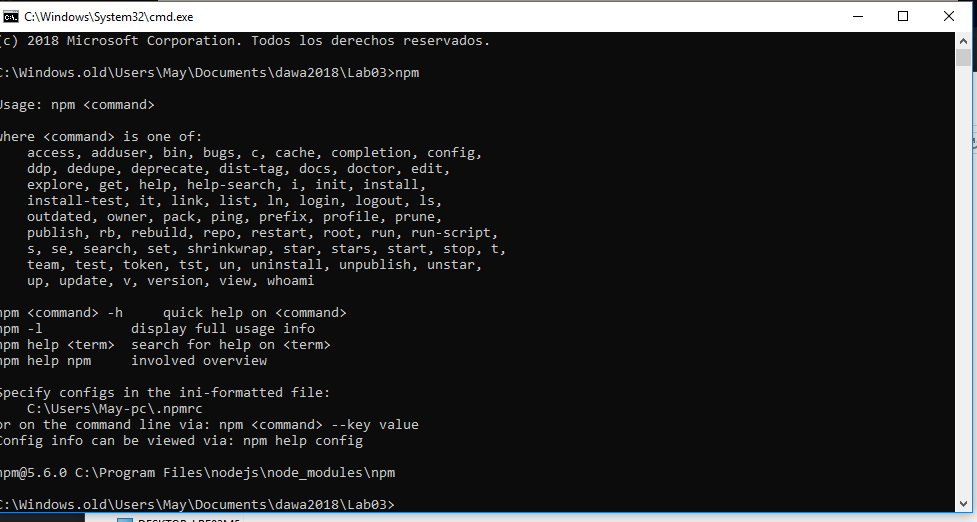 C:\Windows\System32\cmd.exe
(c) 2018 Microsoft Corporation. Todos los derechos reservados.
C:\Windows.old\Users\May\Documents\dawa2018\Lab03>npm
Usage: npm <command>
where <command> is one of:
access, adduser, bin, bugs, c, cache, completion, config,
ddp, dedupe, deprecate, dist-tag, docs, doctor, edit,
explore, get, help, help-search, i, init, install,
install-test, it, link, list, ln, login, logout, ls,
outdated, owner, pack, ping, prefix, profile, prune,
publish, rb, rebuild, repo, restart, root, run, run-script,
s, se, search, set, shrinkwrap, star, stars, start, stop, t,
team, test, token, tst, un, uninstall, unpublish, unstar,
up, update, v, version, view, whoami
npm <command> -h     quick help on <command>
npm -l           display full usage info
npm help <term>  search for help on <term>
npm help npm     involved overview
Specify configs in the ini-formatted file:
C:\Users\May-pc\.npmrc
or on the command line via: npm <command> --key value
Config info can be viewed via: npm help config
npm@5.6.0 C:\Program Files\nodejs\node_modules\npm
C:\Windows.old\Users\May\Documents\dawa2018\Lab03>